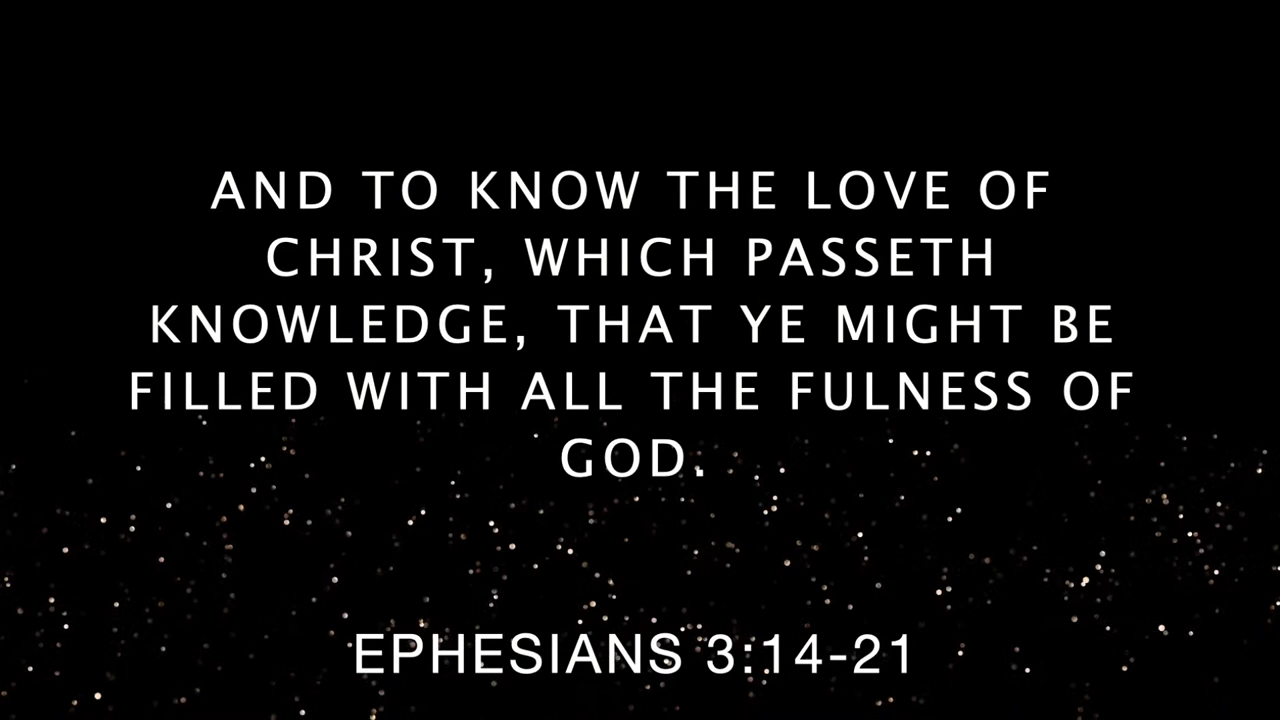 AND TO KNOW THE LOVE OF
CHRIST, WHICH PASSETH
KNOWLEDGE, THAT YE MIGHT BE
FILLED WITH ALL THE FULNESS OF
GOD.
EPHESIANS 3:14-21